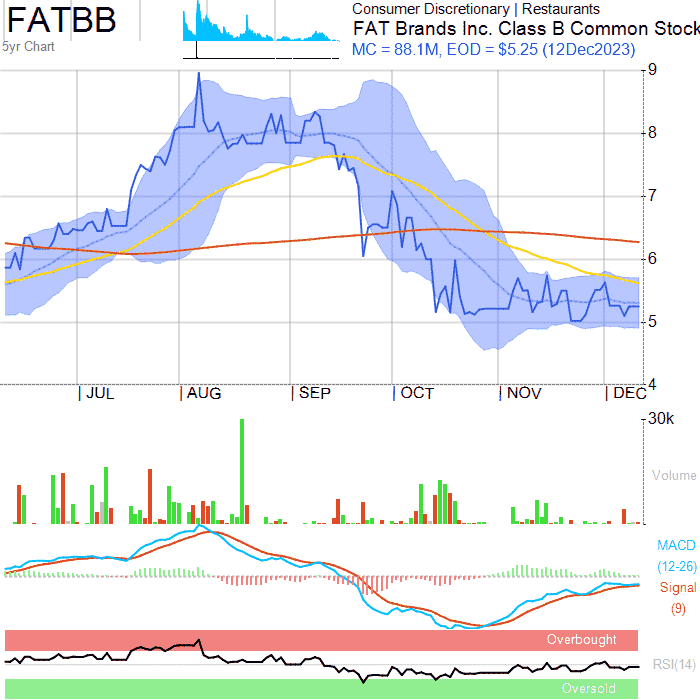 FATBB
5yr Chart
Consumer Discretionary | Restaurants
FAT Brands Inc. Class B Common Stock
MC = 88.1M, EOD = $5.25 (12Dec2023)
9
8
7
6
5
4
JUL AUG SEP OCT NOV DEC
30k
Volume
MACD
(12-26)
Signal
(9)
Overbought
RSI(14)
Oversold